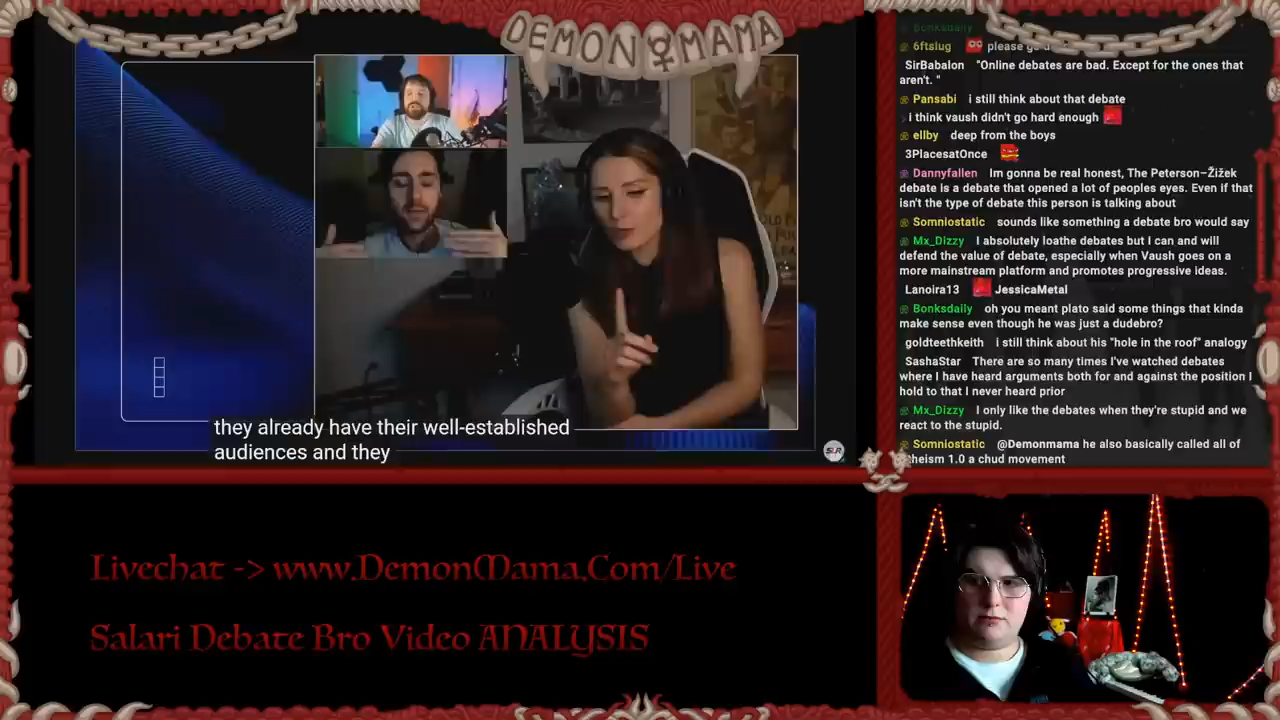 DEMON MAMA
Bonksdaily
6ftslug please go
SirBabalon "Online debates are bad. Except for the ones that
aren't. "
Pansabi i still think about that debate
i think vaush didn't go hard enough
ellby deep from the boys
3PlacesatOnce
Dannyfallen Im gonna be real honest, The Peterson–Žižek
debate is a debate that opened a lot of peoples eyes. Even if that
isn't the type of debate this person is talking about
Somniostatic sounds like something a debate bro would say
Mx_Dizzy I absolutely loathe debates but I can and will
defend the value of debate, especially when Vaush goes on a
more mainstream platform and promotes progressive ideas.
Lanoira13 JessicaMetal
Bonksdaily oh you meant plato said some things that kinda
make sense even though he was just a dudebro?
goldteethkeith i still think about his "hole in the roof" analogy
SashaStar There are so many times I've watched debates
where I have heard arguments both for and against the position I
hold to that I never heard prior
Mx_Dizzy I only like the debates when they're stupid and we
react to the stupid.
Somniostatic @Demonmama he also basically called all of
theism 1.0 a chud movement
they already have their well-established
audiences and they
Livechat -> www.DemonMama.Com/Live
Salari Debate Bro Video ANALYSIS